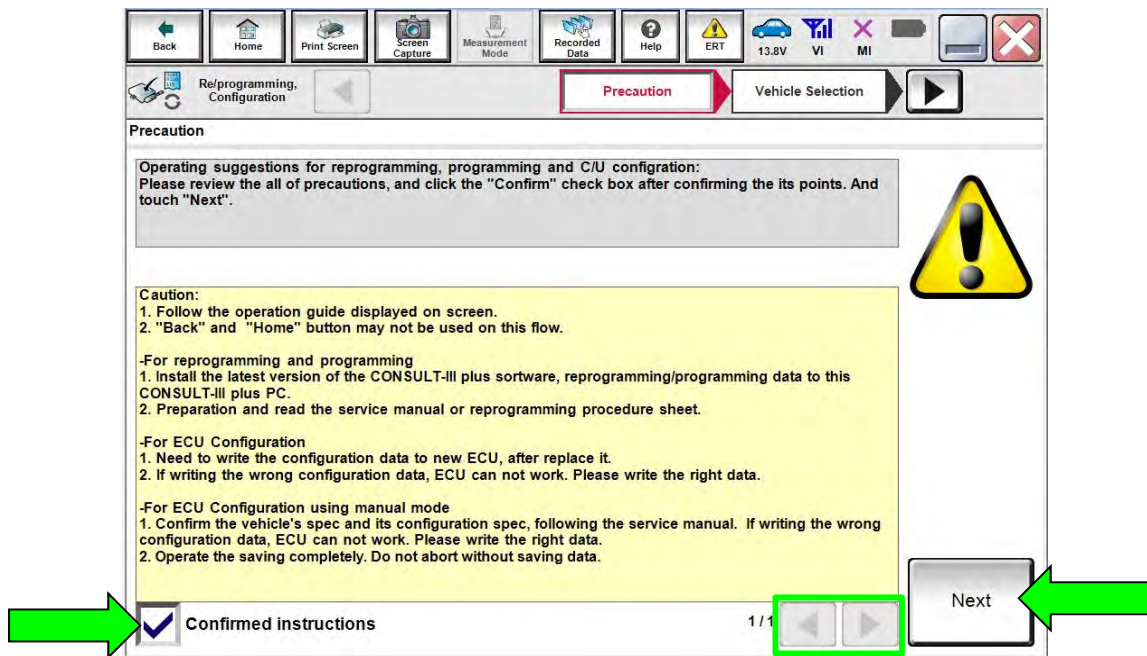 Back
Home
Print Screen
Screen
Capture
Measurement
Mode
Recorded
Data
Help
ERT
13.8V
VI
MI
Re/programming,
Configuration
Precaution
Vehicle Selection
Precaution
Operating suggestions for reprogramming, programming and C/U configration:
Please review the all of precautions, and click the "Confirm" check box after confirming the its points. And
touch "Next".
Caution:
1. Follow the operation guide displayed on screen.
2. "Back" and "Home" button may not be used on this flow.
-For reprogramming and programming
1. Install the latest version of the CONSULT-III plus sortware, reprogramming/programming data to this
CONSULT-III plus PC.
2. Preparation and read the service manual or reprogramming procedure sheet.
-For ECU Configuration
1. Need to write the configuration data to new ECU, after replace it.
2. If writing the wrong configuration data, ECU can not work. Please write the right data.
-For ECU Configuration using manual mode
1. Confirm the vehicle's spec and its configuration spec, following the service manual. If writing the wrong
configuration data, ECU can not work. Please write the right data.
2. Operate the saving completely. Do not abort without saving data.
Confirmed instructions
1/1
Next